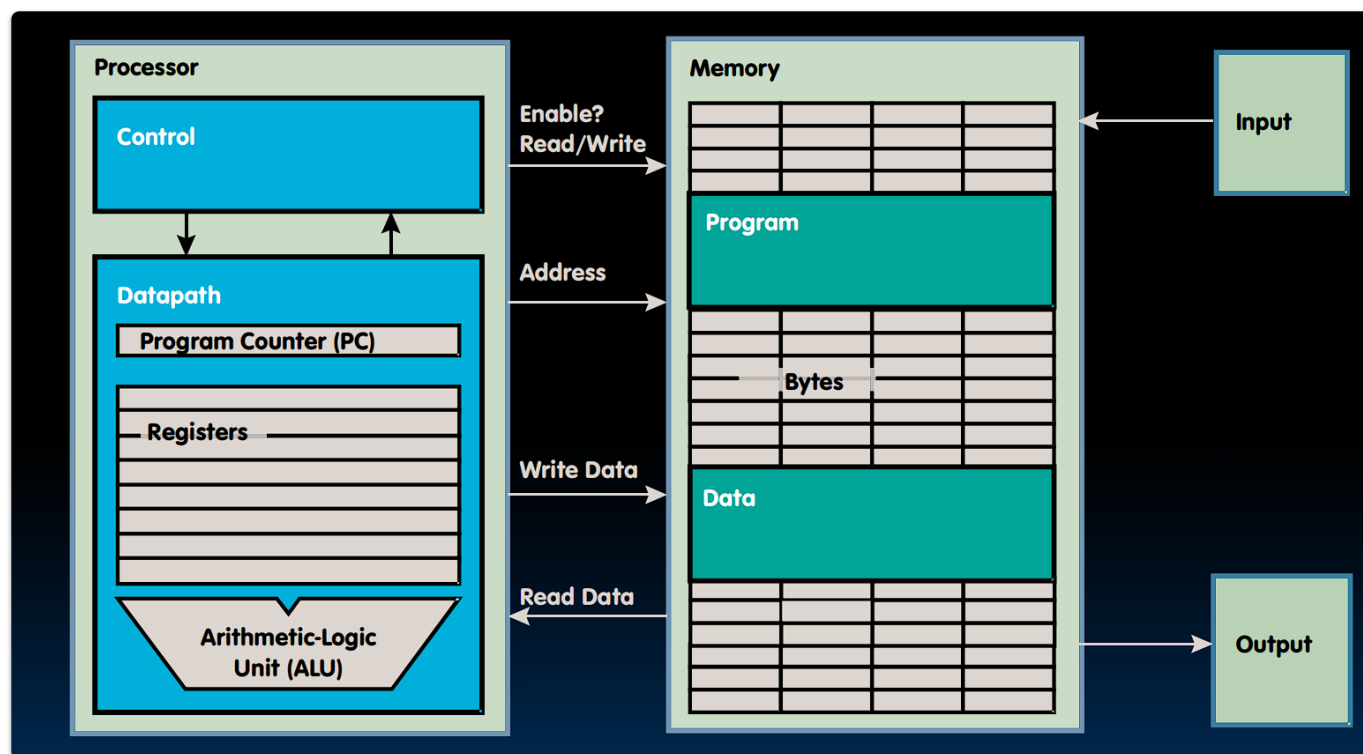 Processor
Control
Datapath
Program Counter (PC)
Registers
Arithmetic-Logic
Unit (ALU)
Enable?
Read/Write
Address
Write Data
Read Data
Memory
Program
Bytes
Data
Input
Output